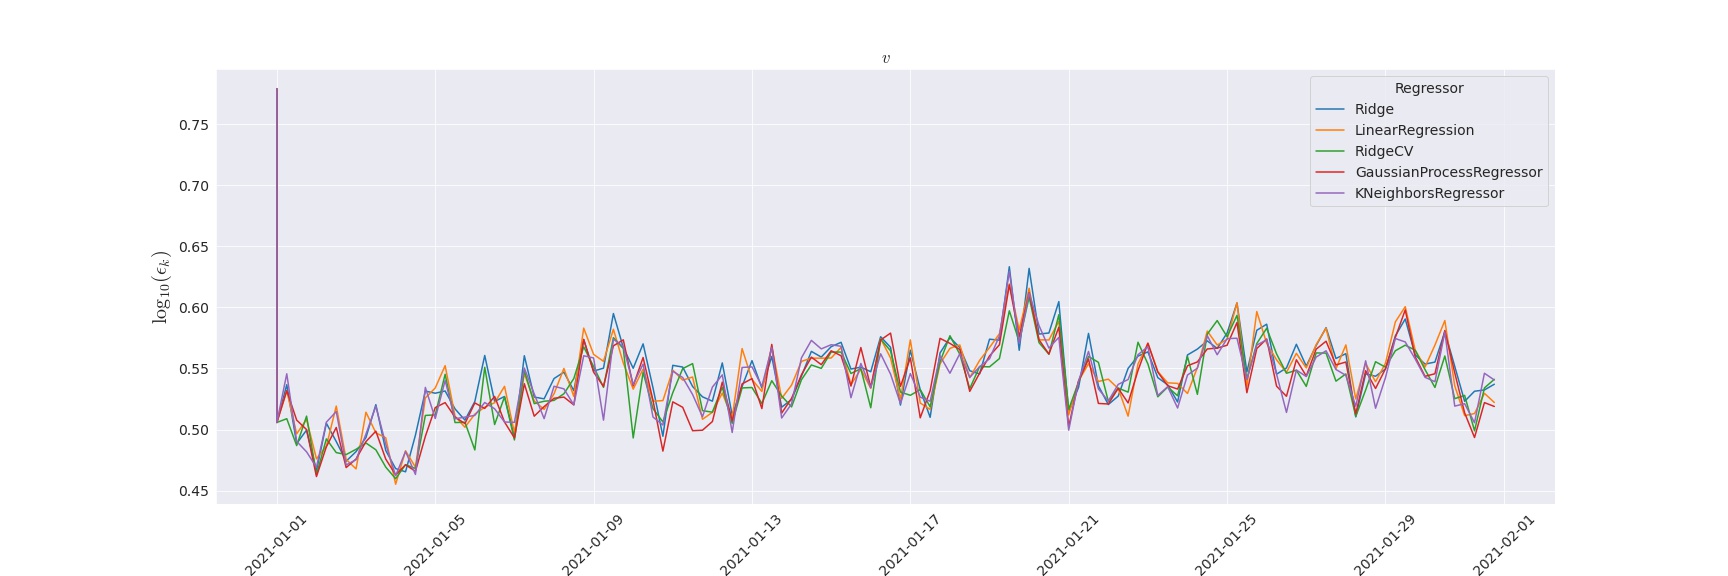 v
log10(ϵk)
0.75
0.70
0.65
0.60
0.55
0.50
0.45
Regressor
Ridge
LinearRegression
RidgeCV
GaussianProcessRegressor
KNeighborsRegressor
2021-01-01
2021-01-05
2021-01-09
2021-01-13
2021-01-17
2021-01-21
2021-01-25
2021-01-29
2021-02-01